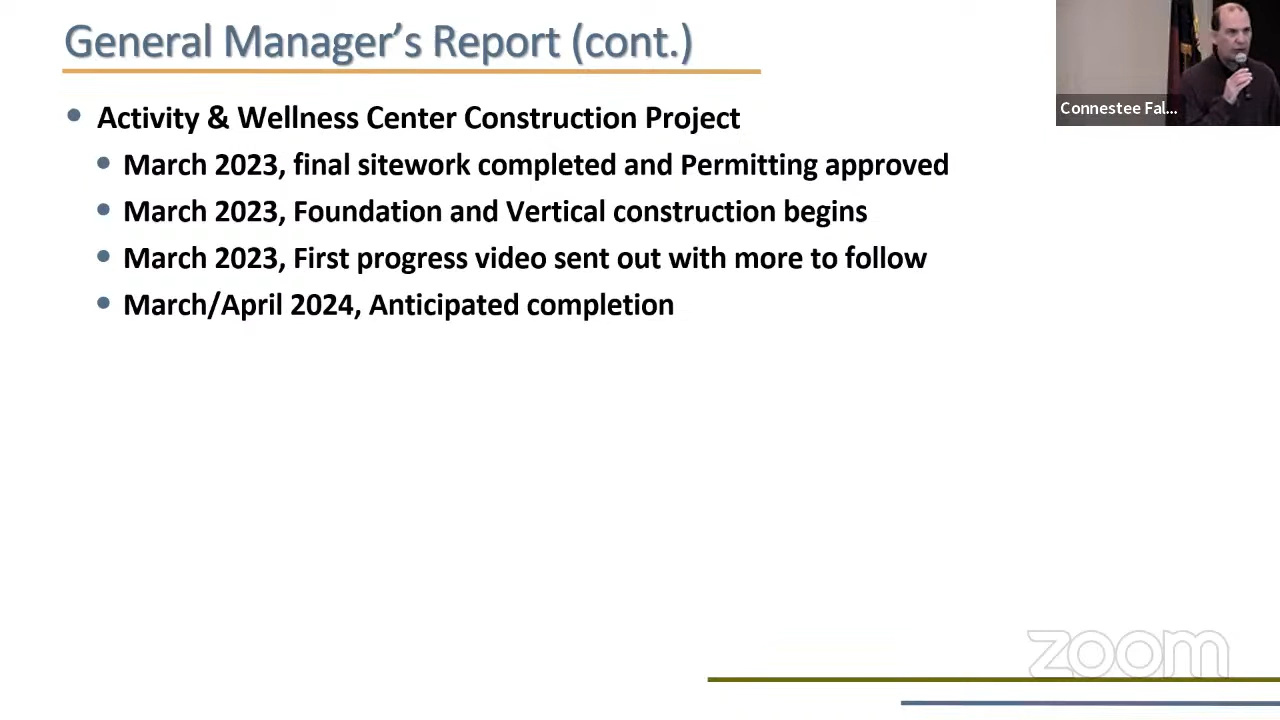 General Manager’s Report (cont.)
Connestee Fal...
Activity & Wellness Center Construction Project
March 2023, final sitework completed and Permitting approved
March 2023, Foundation and Vertical construction begins
March 2023, First progress video sent out with more to follow
March/April 2024, Anticipated completion
zoom